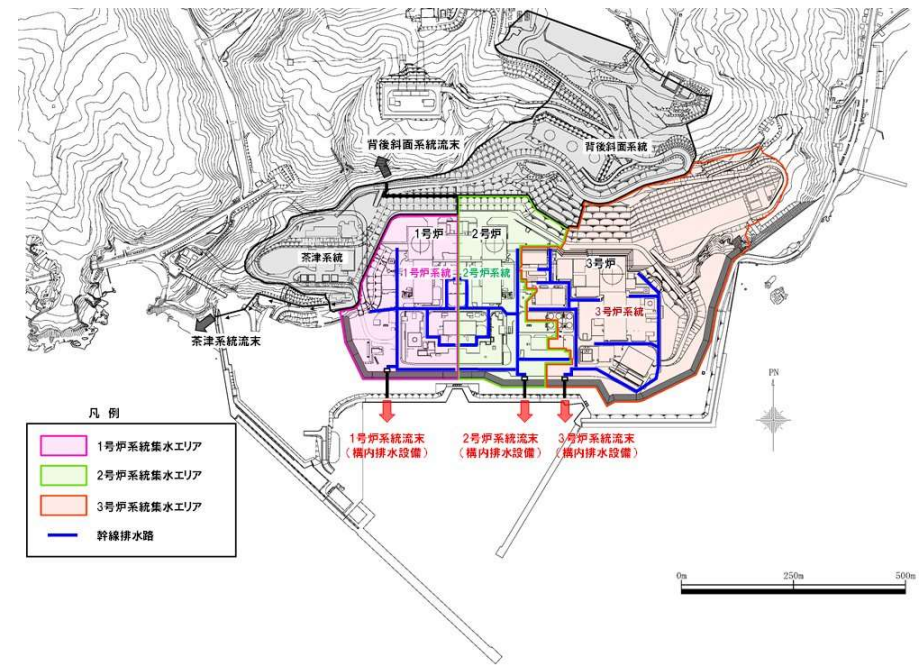 背後斜面系統流末
背後斜面系統
1号炉
2号炉
3号炉
茶津系統
1号炉系統
2号炉系統
3号炉系統
茶津系統流末
PN
凡 例
1号炉系統集水エリア
2号炉系統集水エリア
3号炉系統集水エリア
幹線排水路
1号炉系統流末
(構内排水設備)
2号炉系統流末
(構内排水設備)
3号炉系統流末
(構内排水設備)
0m 250m 500m